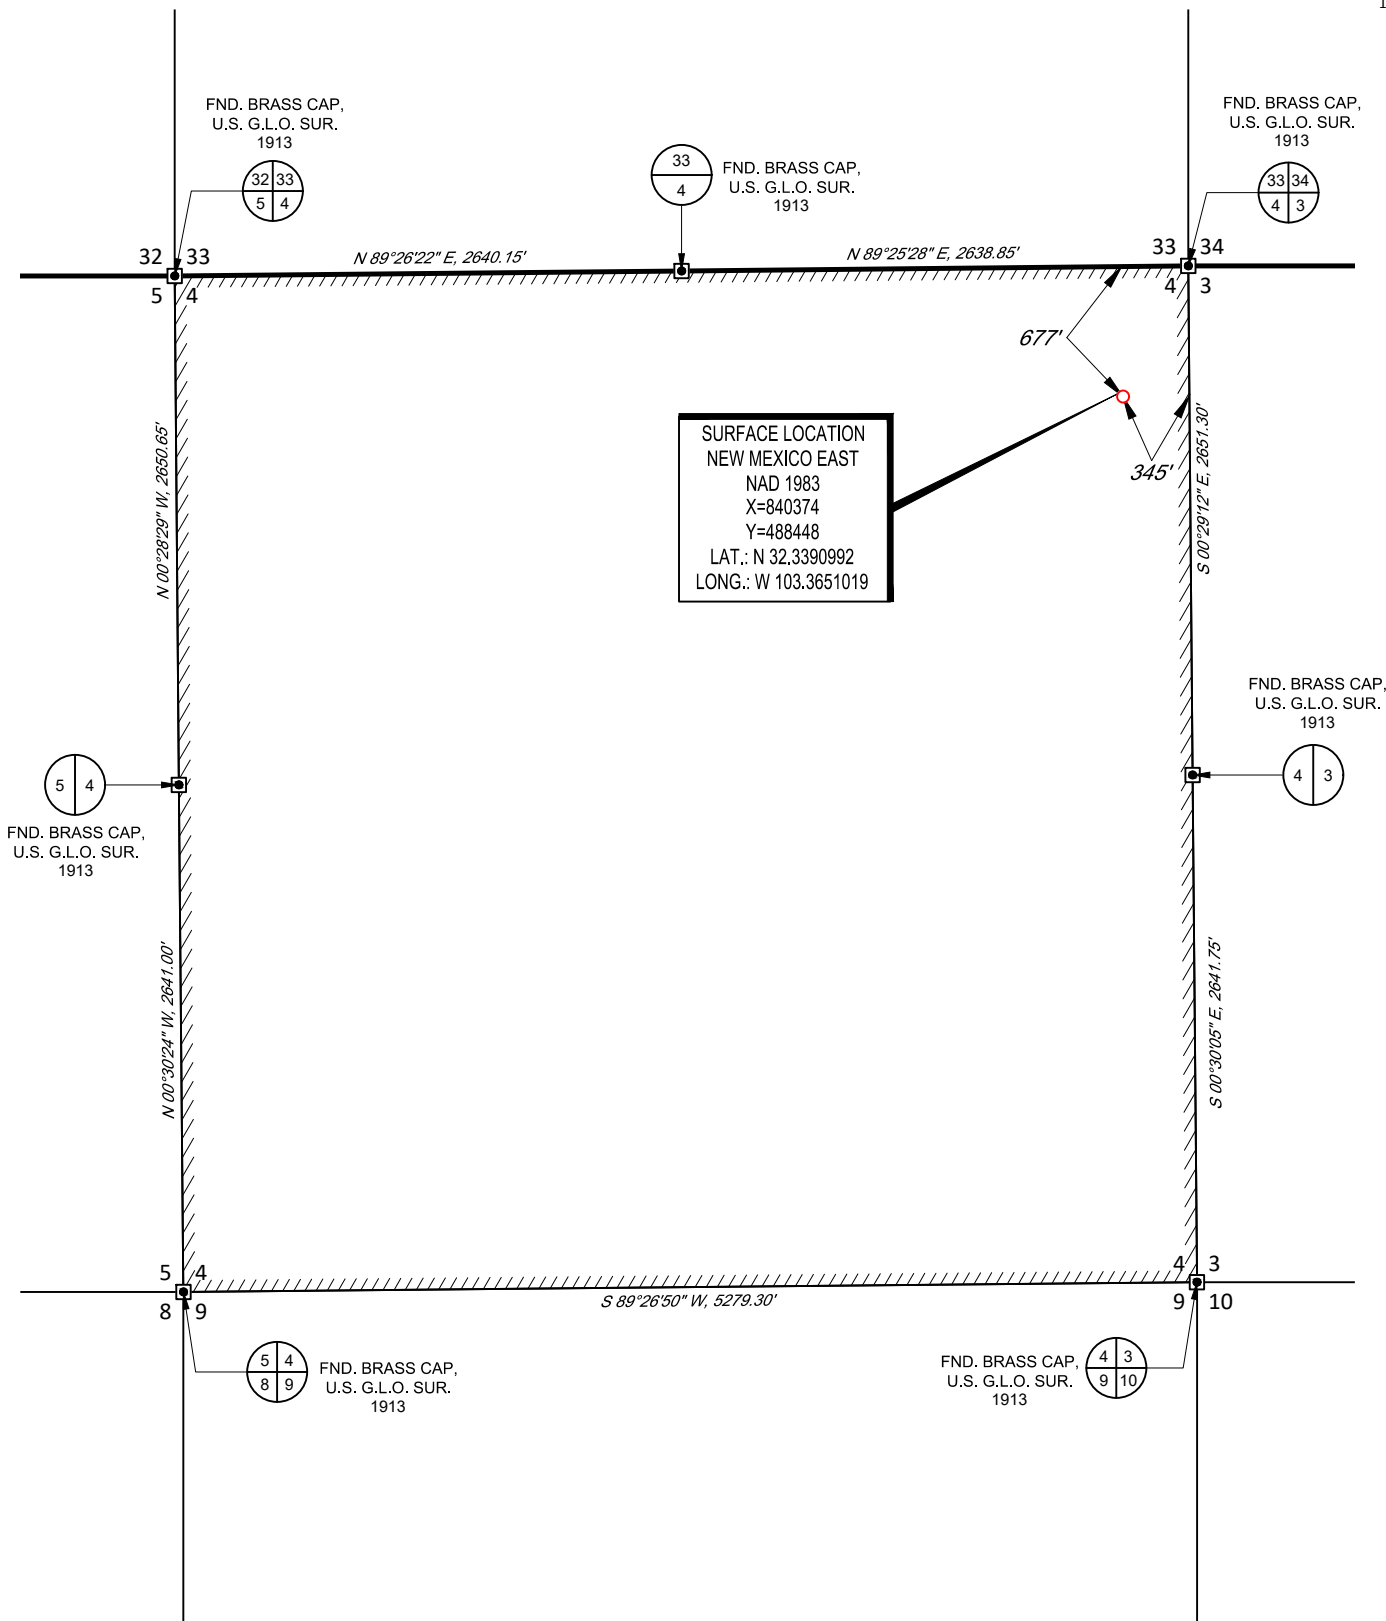 1
FND. BRASS CAP,
U.S. G.L.O. SUR.
1913
32 33
5 4
33
4
FND. BRASS CAP,
U.S. G.L.O. SUR.
1913
FND. BRASS CAP,
U.S. G.L.O. SUR.
1913
33 34
4 3
32 33
5 4
N 89°26'22" E, 2640.15'
N 89°25'28" E, 2638.85'
33 34
4 3
677'
345'
SURFACE LOCATION
NEW MEXICO EAST
NAD 1983
X=840374
Y=488448
LAT.: N 32.3390992
LONG.: W 103.3651019
N 00°28'29" W, 2650.65'
S 00°29'12" E, 2651.30'
5 4
FND. BRASS CAP,
U.S. G.L.O. SUR.
1913
FND. BRASS CAP,
U.S. G.L.O. SUR.
1913
4 3
N 00°30'24" W, 2641.00'
S 00°30'05" E, 2641.75'
5 4
8 9
S 89°26'50" W, 5279.30'
4 3
9 10
5 4
8 9
FND. BRASS CAP,
U.S. G.L.O. SUR.
1913
FND. BRASS CAP,
U.S. G.L.O. SUR.
1913
4 3
9 10